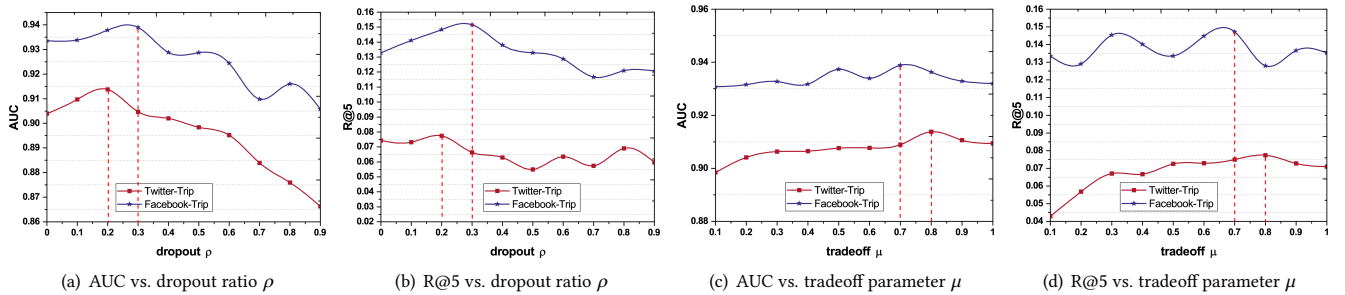 0.94
0.93
0.92
0.91
0.90
0.89
0.88
0.87
0.86
AUC
Twitter-Trip
Facebook-Trip
0 0.1 0.2 0.3 0.4 0.5 0.6 0.7 0.8 0.9
dropout ρ
(a) AUC vs. dropout ratio ρ
0.16
0.15
0.14
0.13
0.12
0.11
0.10
0.09
0.08
0.07
0.06
0.05
0.04
0.03
0.02
R@5
Twitter-Trip
Facebook-Trip
0 0.1 0.2 0.3 0.4 0.5 0.6 0.7 0.8 0.9
dropout ρ
(b) R@5 vs. dropout ratio ρ
0.96
0.94
0.92
0.90
0.88
AUC
Twitter-Trip
Facebook-Trip
0.1 0.2 0.3 0.4 0.5 0.6 0.7 0.8 0.9 1
tradeoff μ
(c) AUC vs. tradeoff parameter μ
0.16
0.15
0.14
0.13
0.12
0.11
0.10
0.09
0.08
0.07
0.06
0.05
0.04
R@5
Twitter-Trip
Facebook-Trip
0.1 0.2 0.3 0.4 0.5 0.6 0.7 0.8 0.9 1
tradeoff μ
(d) R@5 vs. tradeoff parameter μ